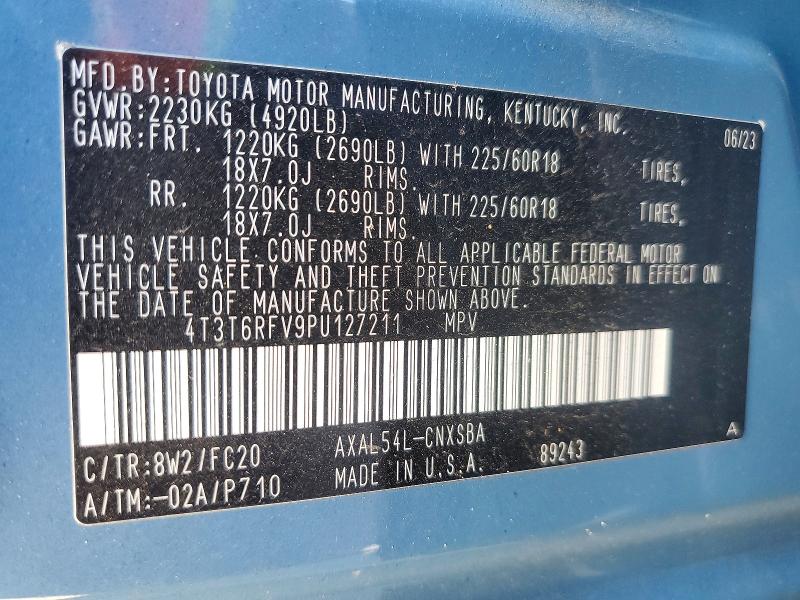 MFD.BY:TOYOTA MOTOR MANUFACTURING, KENTUCKY, INC.
GVWR:2230KG (4920LB) 06/23
GAWR:FRT. 1220KG (2690LB) WITH 225/60R18 TIRES,
18X7.0J RIMS.
RR. 1220KG (2690LB) WITH 225/60R18 TIRES,
18X7.0J RIMS.
THIS VEHICLE CONFORMS TO ALL APPLICABLE FEDERAL MOTOR
VEHICLE SAFETY AND THEFT PREVENTION STANDARDS IN EFFECT ON
THE DATE OF MANUFACTURE SHOWN ABOVE.
4T3T6RFV9PU127211 MPV
C/TR:8W2/FC20 AXAL54L-CNXSBA A
A/TM:-02A/P710 MADE IN U.S.A. 89243